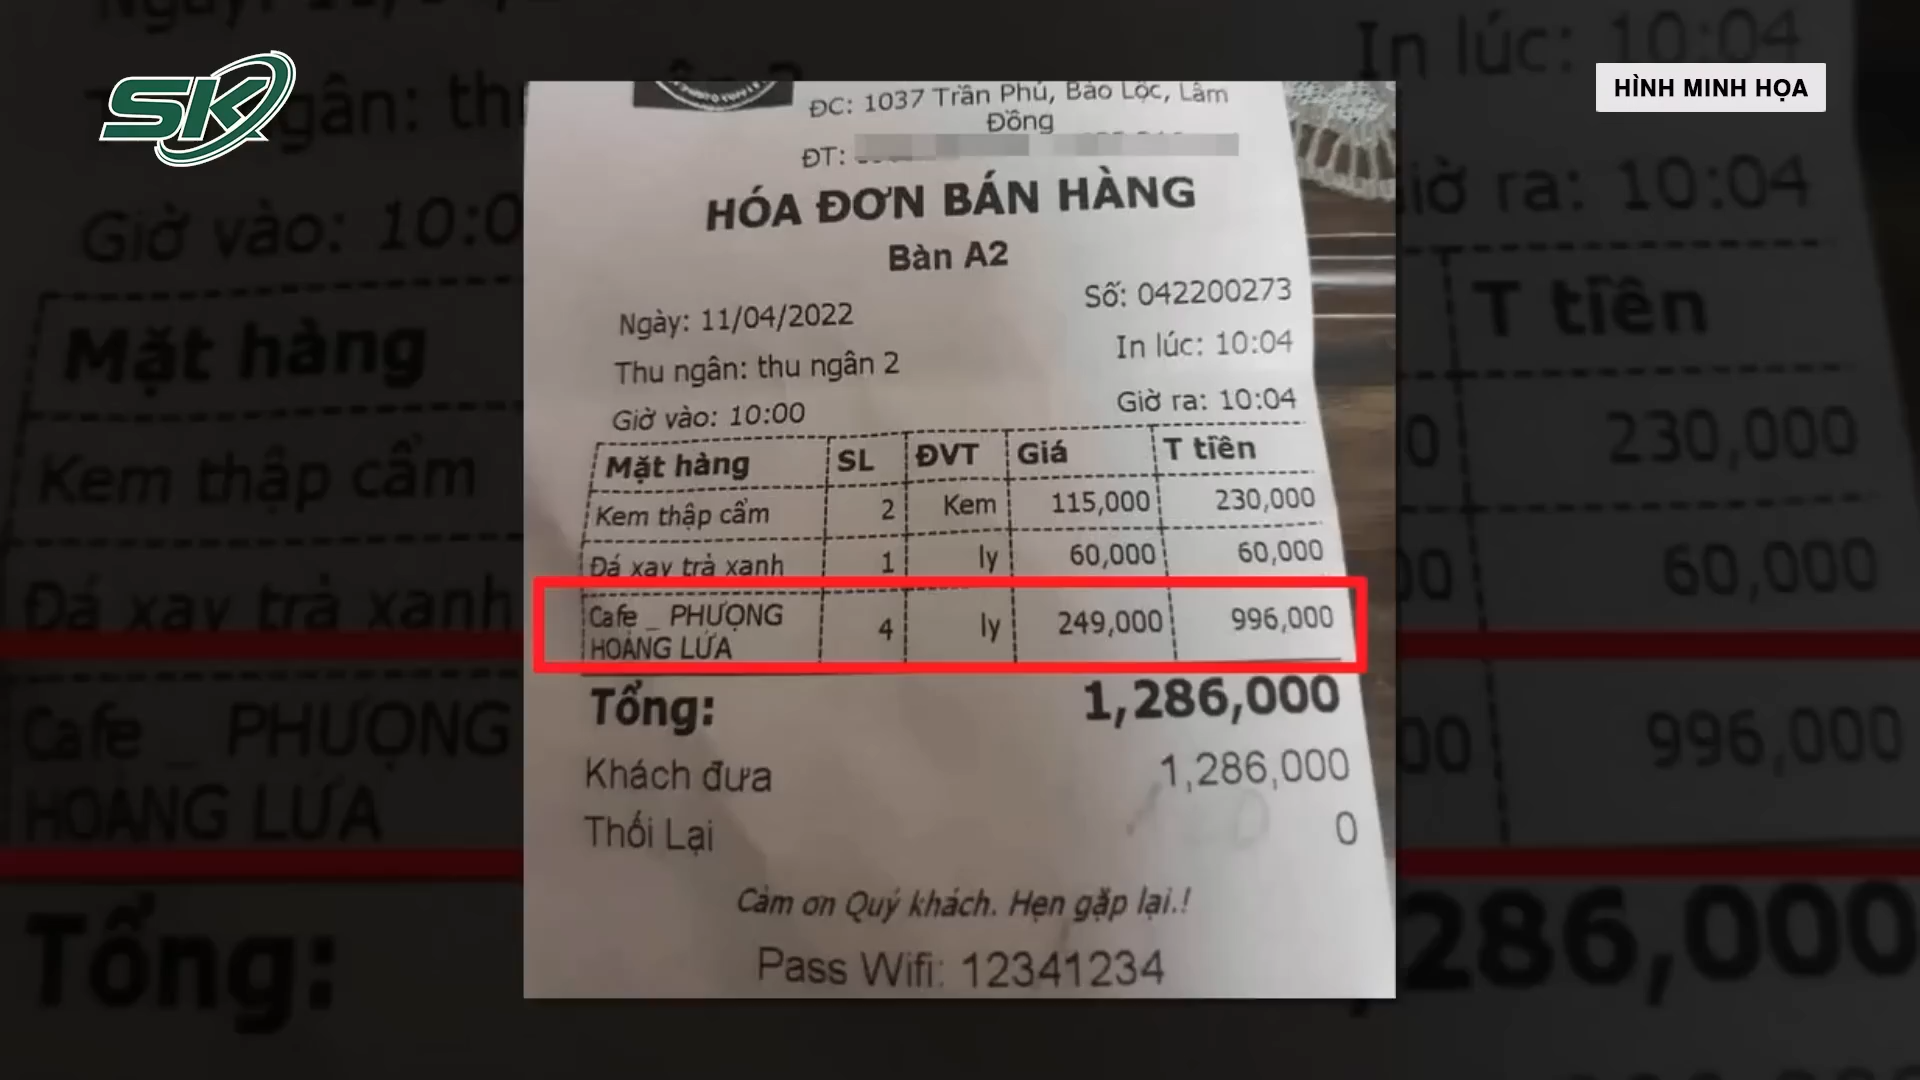 SK
HÌNH MINH HỌA
ĐC: 1037 Trần Phú, Bảo Lộc, Lâm
Đồng
ĐT:
HÓA ĐƠN BÁN HÀNG
Bàn A2
Số: 042200273
Ngày: 11/04/2022
In lúc: 10:04
Thu ngân: thu ngân 2
Giờ vào: 10:00 Giờ ra: 10:04
Mặt hàng SL ĐVT Giá T tiền
Kem thập cẩm 2 Kem 115,000 230,000
Đá xay trà xanh 1 ly 60,000 60,000
Cafe _ PHƯỢNG
HOÀNG LỬA 4 ly 249,000 996,000
Tổng: 1,286,000
Khách đưa 1,286,000
Thối Lại 0
Cảm ơn Quý khách. Hẹn gặp lại.!
Pass Wifi: 12341234